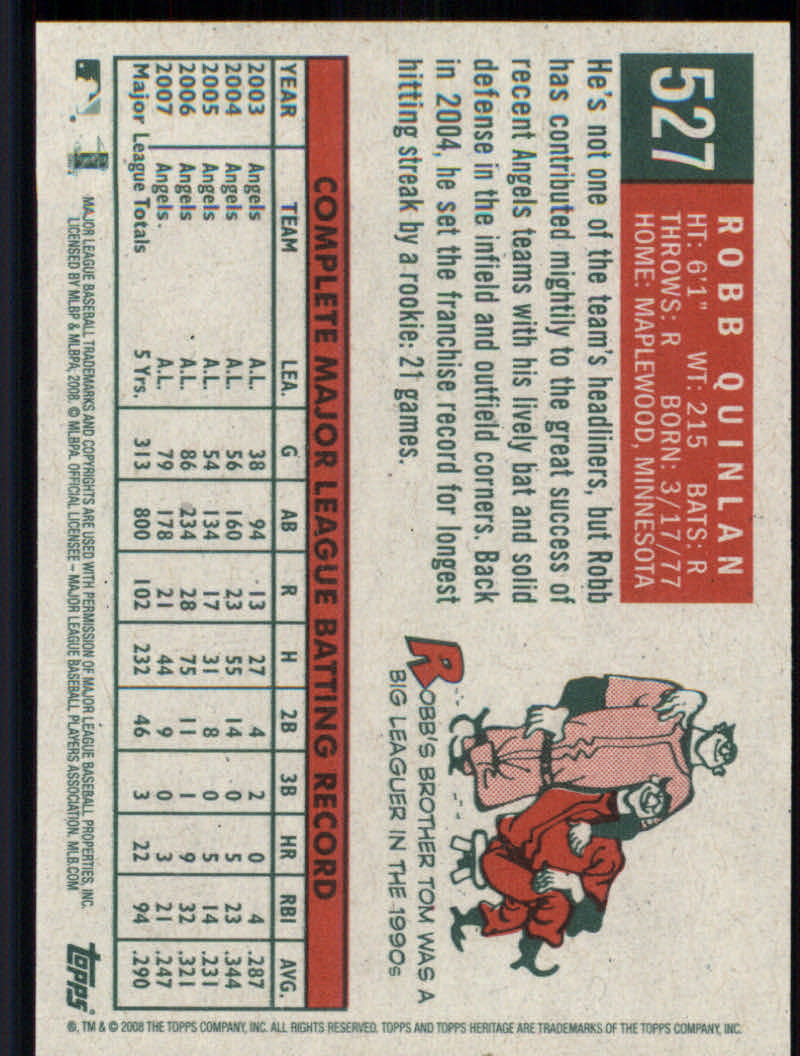 527
ROBB QUINLAN
HT: 6'1" WT: 215 BATS: R
THROWS: R BORN: 3/17/77
HOME: MAPLEWOOD, MINNESOTA
He's not one of the team's headliners, but Robb
has contributed mightily to the great success of
recent Angels teams with his lively bat and solid
defense in the infield and outfield corners. Back
in 2004, he set the franchise record for longest
hitting streak by a rookie: 21 games.
ROBB'S BROTHER TOM WAS A
BIG LEAGUER IN THE 1990s
COMPLETE MAJOR LEAGUE BATTING RECORD
YEAR TEAM LEA. G AB R H 2B 3B HR RBI AVG.
2003 Angels A.L. 38 94 13 27 4 2 0 4 .287
2004 Angels A.L. 56 160 23 55 14 0 5 23 .344
2005 Angels A.L. 54 134 17 31 8 0 5 14 .231
2006 Angels A.L. 86 234 28 75 11 1 9 32 .321
2007 Angels A.L. 79 178 21 44 9 0 3 21 .247
Major League Totals 5 Yrs. 313 800 102 232 46 3 22 94 .290
MAJOR LEAGUE BASEBALL TRADEMARKS AND COPYRIGHTS ARE USED WITH PERMISSION OF MAJOR LEAGUE BASEBALL PROPERTIES, INC.
LICENSED BY MLBP & MLBPA, 2008. © MLBPA. OFFICIAL LICENSEE – MAJOR LEAGUE BASEBALL PLAYERS ASSOCIATION. MLB.COM
topps
®, TM & © 2008 THE TOPPS COMPANY, INC. ALL RIGHTS RESERVED. TOPPS AND TOPPS HERITAGE ARE TRADEMARKS OF THE TOPPS COMPANY, INC.